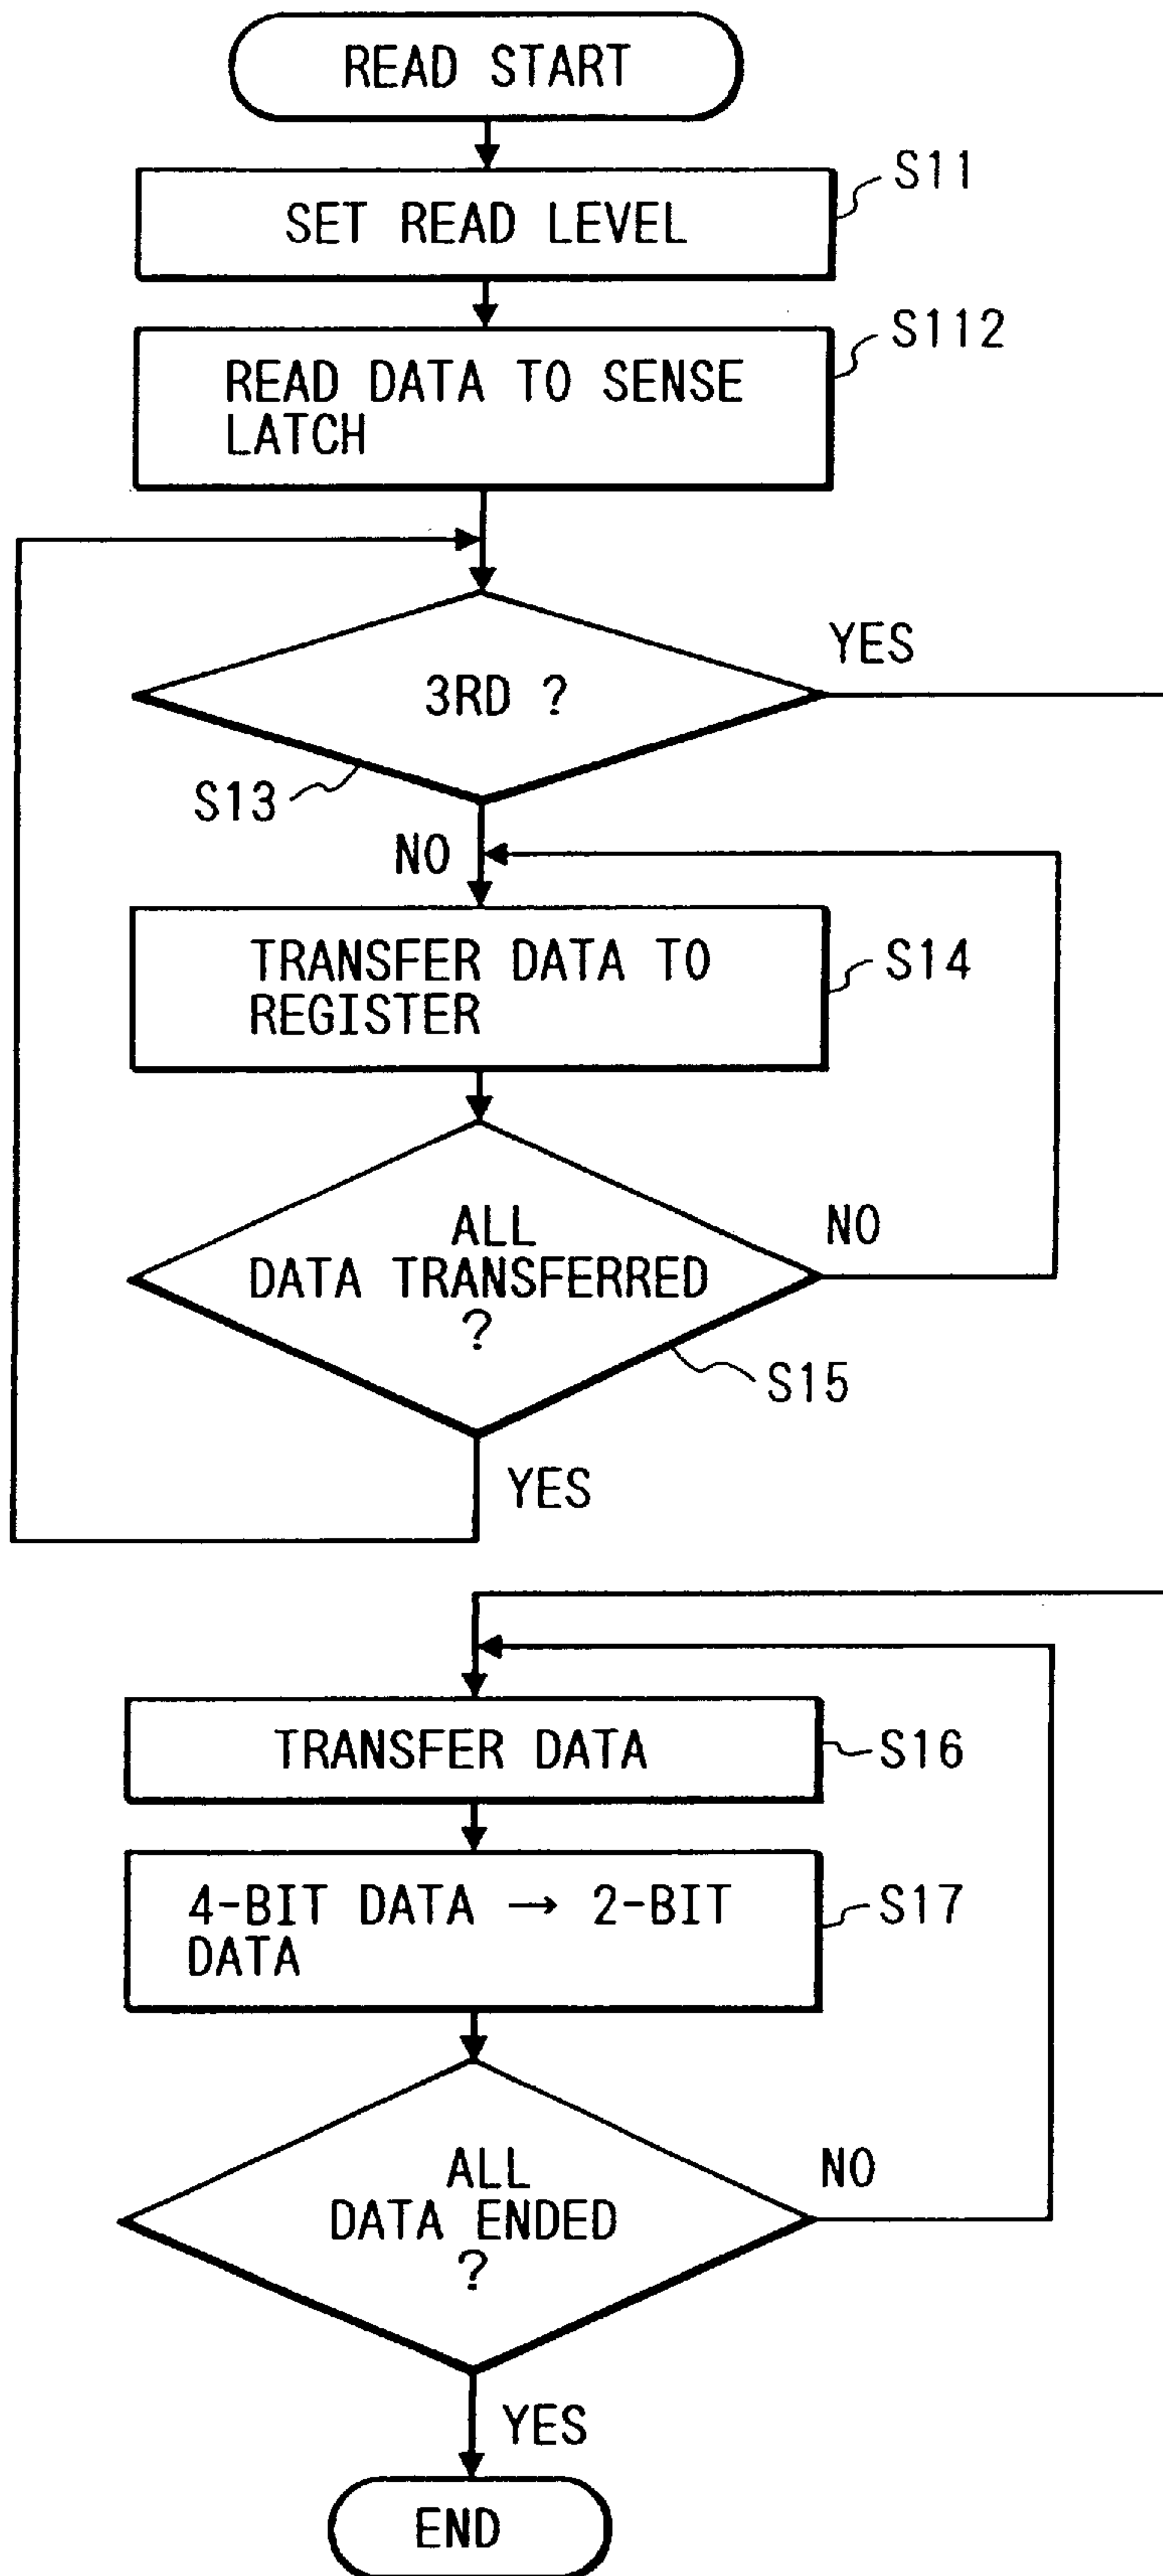 READ START
S11
SET READ LEVEL
S112
READ DATA TO SENSE
LATCH
YES
3RD ?
S13
NO
TRANSFER DATA TO
REGISTER
S14
ALL
DATA TRANSFERRED
?
NO
S15
YES
TRANSFER DATA
S16
4-BIT DATA → 2-BIT
DATA
S17
ALL
DATA ENDED
?
NO
YES
END